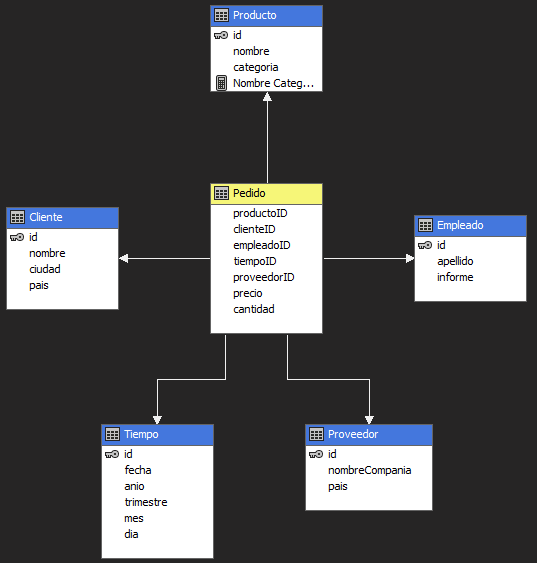 Producto
id
nombre
categoria
Nombre Categ...
Pedido
productoID
clienteID
empleadoID
tiempoID
proveedorID
precio
cantidad
Cliente
id
nombre
ciudad
pais
Empleado
id
apellido
informe
Tiempo
id
fecha
anio
trimestre
mes
dia
Proveedor
id
nombreCompania
pais